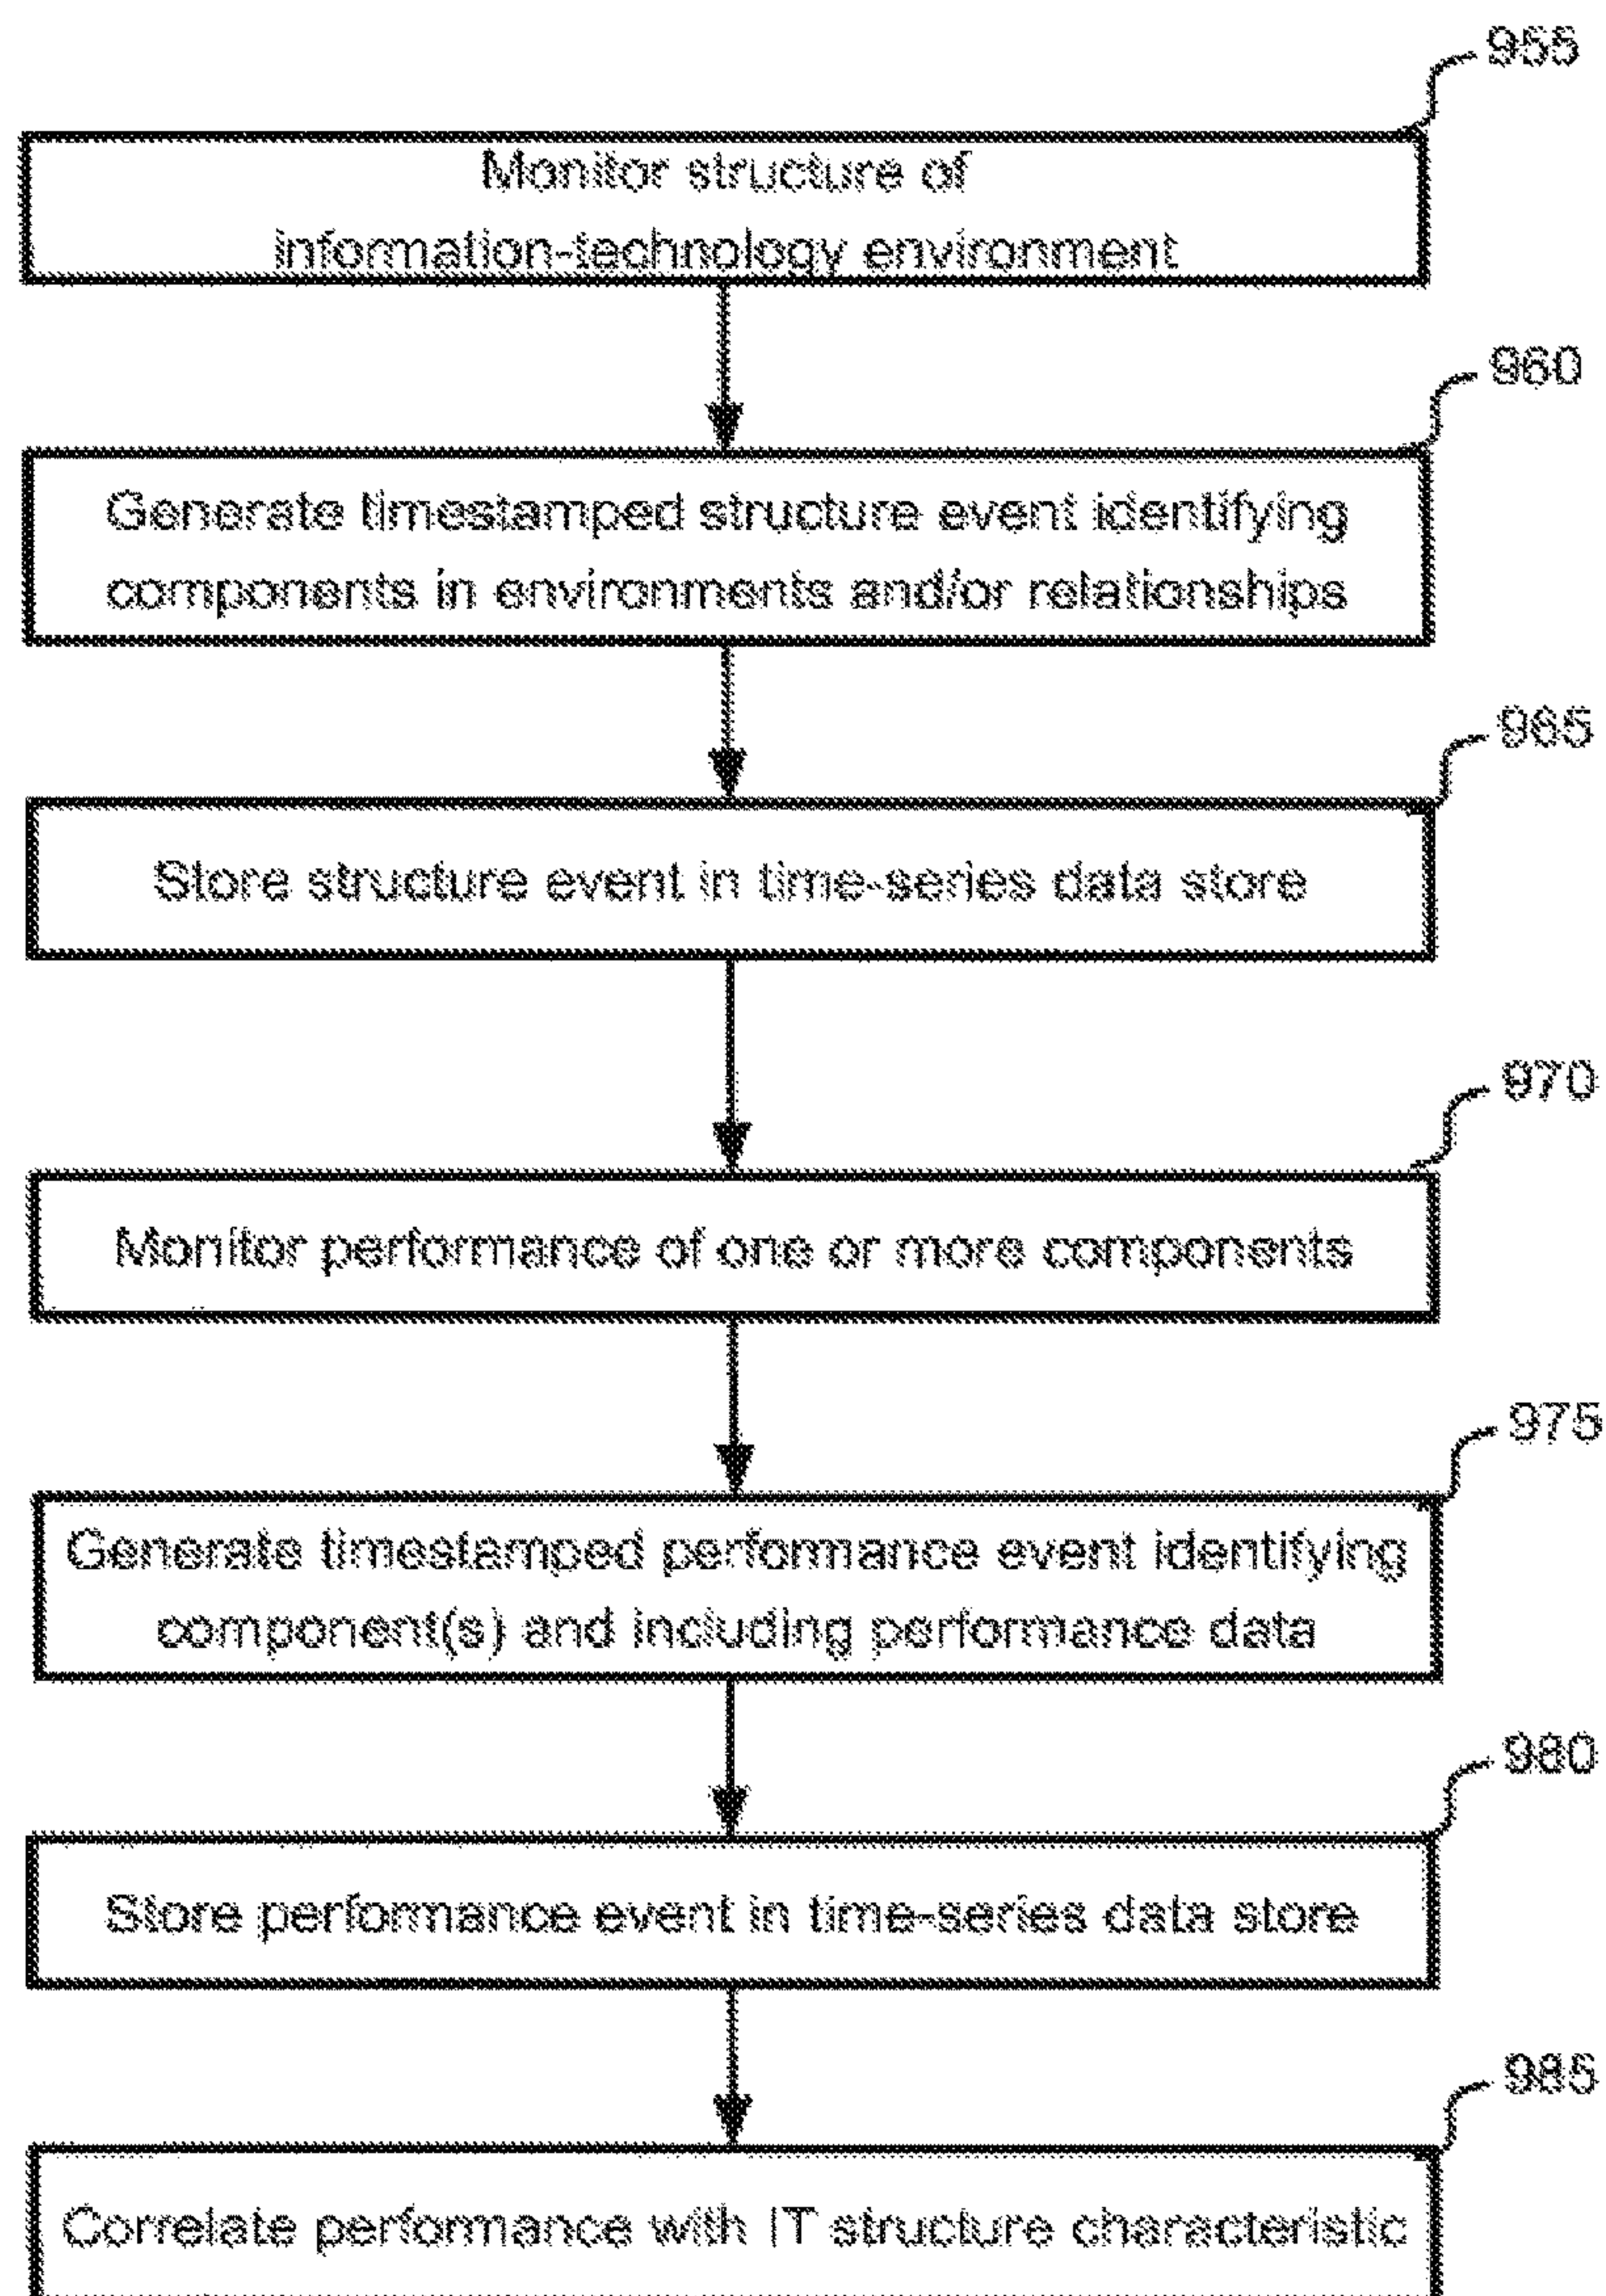 955
Monitor structure of
information-technology environment
960
Generate timestamped structure event identifying
components in environments and/or relationships
965
Store structure event in time-series data store
970
Monitor performance of one or more components
975
Generate timestamped performance event identifying
component(s) and including performance data
980
Store performance event in time-series data store
985
Correlate performance with IT structure characteristic